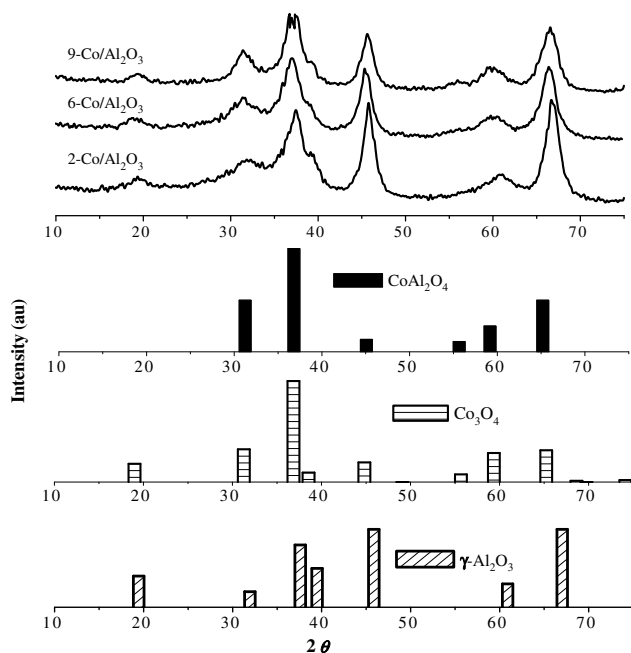 9-Co/Al₂O₃
6-Co/Al₂O₃
2-Co/Al₂O₃
10 20 30 40 50 60 70
CoAl₂O₄
10 20 30 40 50 60 70
Intensity (au)
Co₃O₄
10 20 30 40 50 60 70
γ-Al₂O₃
10 20 30 40 50 60 70
2 θ